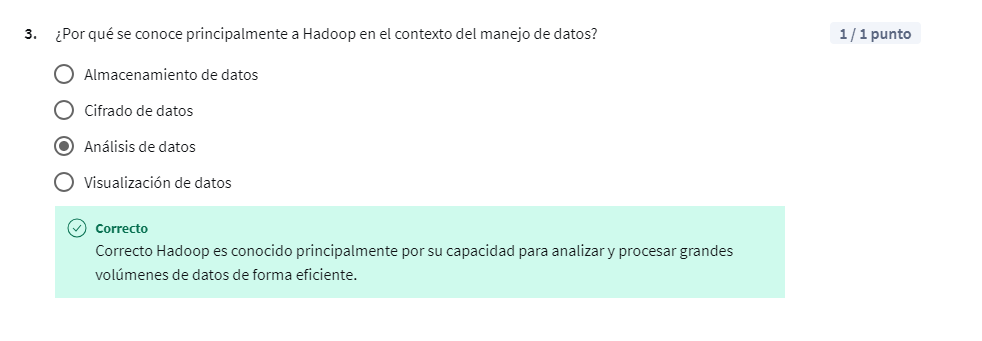 3. ¿Por qué se conoce principalmente a Hadoop en el contexto del manejo de datos?
1 / 1 punto
Almacenamiento de datos
Cifrado de datos
Análisis de datos
Visualización de datos
Correcto
Correcto Hadoop es conocido principalmente por su capacidad para analizar y procesar grandes
volúmenes de datos de forma eficiente.